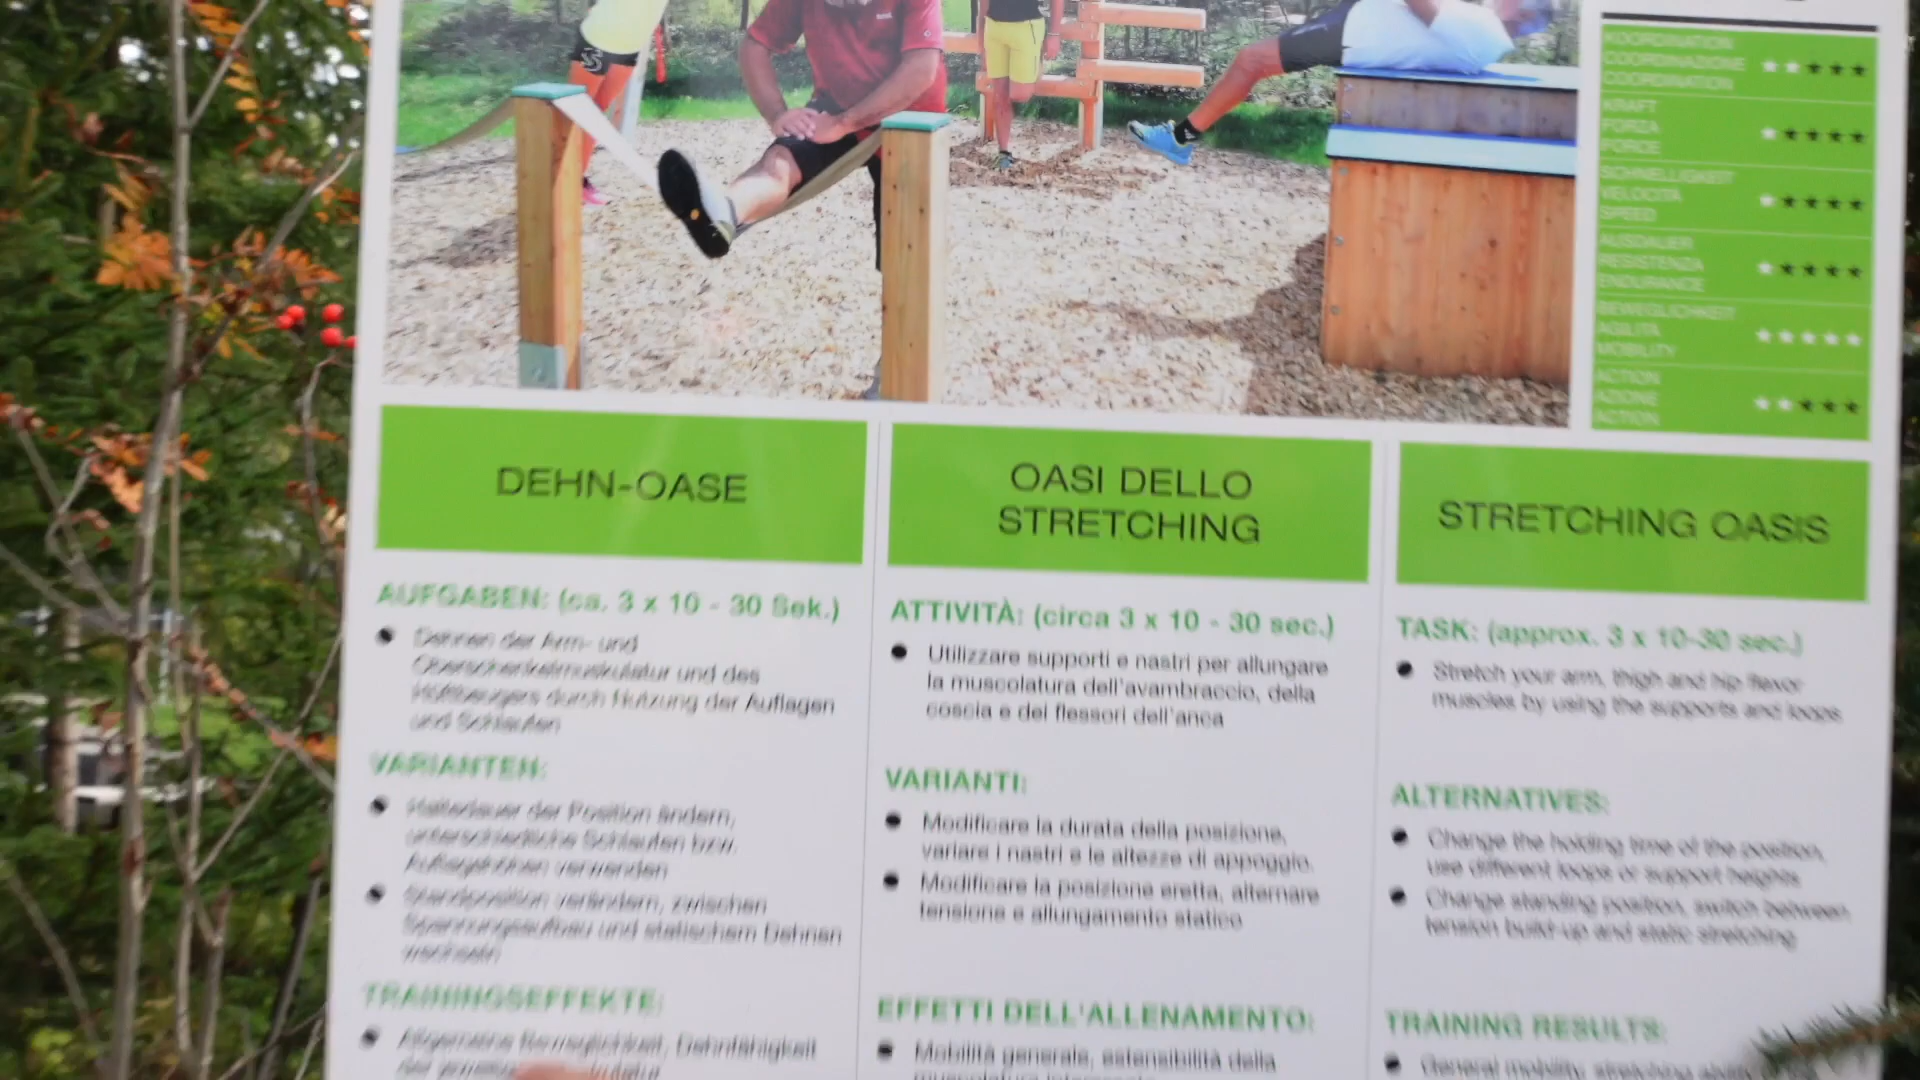 KOORDINATION
COORDINAZIONE
COORDINATION
KRAFT
FORZA
FORCE
SCHNELLIGKEIT
VELOCITÀ
SPEED
AUSDAUER
RESISTENZA
ENDURANCE
BEWEGLICHKEIT
AGILITÀ
MOBILITY
ACTION
AZIONE
ACTION
DEHN-OASE
AUFGABEN: (ca. 3 x 10 - 30 Sek.)
Dehnen der Arm- und
Oberschenkelmuskulatur und des
Hüftbeugers durch Nutzung der Auflagen
und Schlaufen
VARIANTEN:
Haltedauer der Position ändern,
unterschiedliche Schlaufen bzw.
Auflagehöhen verwenden
Standposition verändern, zwischen
Spannungsaufbau und statischem Dehnen
wechseln
TRAININGSEFFEKTE:
Allgemeine Beweglichkeit, Dehnfähigkeit
OASI DELLO
STRETCHING
ATTIVITÀ: (circa 3 x 10 - 30 sec.)
Utilizzare supporti e nastri per allungare
la muscolatura dell'avambraccio, della
coscia e dei flessori dell'anca
VARIANTI:
Modificare la durata della posizione,
variare i nastri e le altezze di appoggio.
Modificare la posizione eretta, alternare
tensione e allungamento statico
EFFETTI DELL'ALLENAMENTO:
Mobilità generale, estensibilità della
STRETCHING OASIS
TASK: (approx. 3 x 10-30 sec.)
Stretch your arm, thigh and hip flexor
muscles by using the supports and loops
ALTERNATIVES:
Change the holding time of the position,
use different loops or support heights
Change standing position, switch between
tension build-up and static stretching
TRAINING RESULTS:
General mobility, stretching